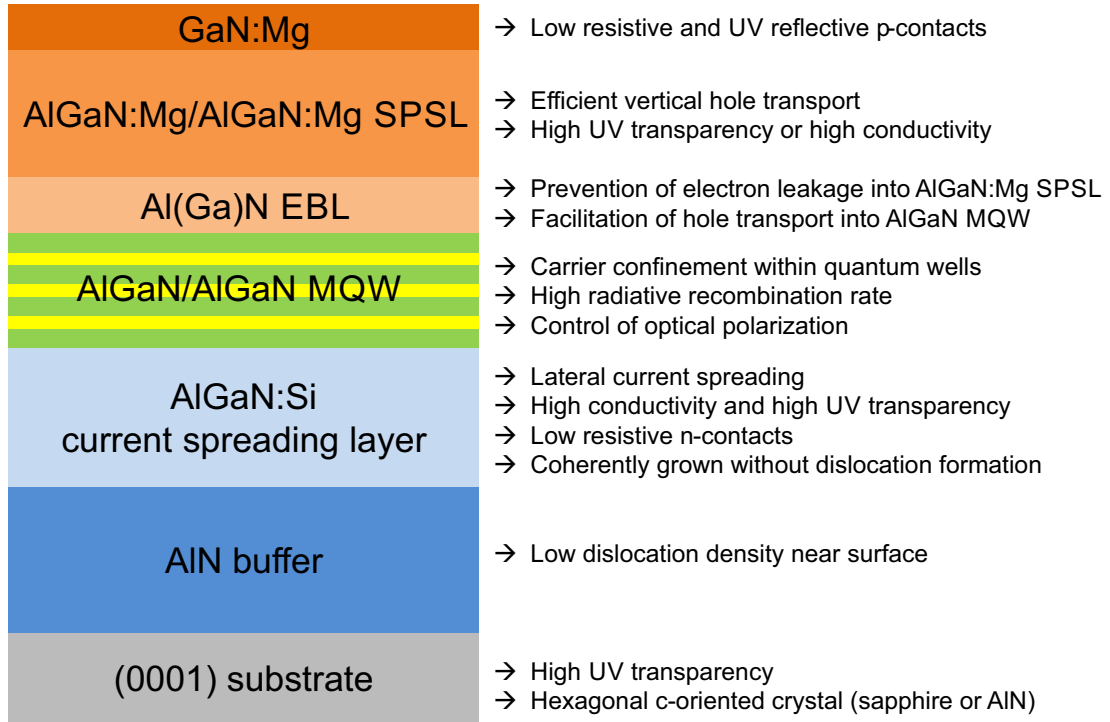 GaN:Mg
→ Low resistive and UV reflective p-contacts
AlGaN:Mg/AlGaN:Mg SPSL
→ Efficient vertical hole transport
→ High UV transparency or high conductivity
Al(Ga)N EBL
→ Prevention of electron leakage into AlGaN:Mg SPSL
→ Facilitation of hole transport into AlGaN MQW
AlGaN/AlGaN MQW
→ Carrier confinement within quantum wells
→ High radiative recombination rate
→ Control of optical polarization
AlGaN:Si
current spreading layer
→ Lateral current spreading
→ High conductivity and high UV transparency
→ Low resistive n-contacts
→ Coherently grown without dislocation formation
AlN buffer
→ Low dislocation density near surface
(0001) substrate
→ High UV transparency
→ Hexagonal c-oriented crystal (sapphire or AlN)